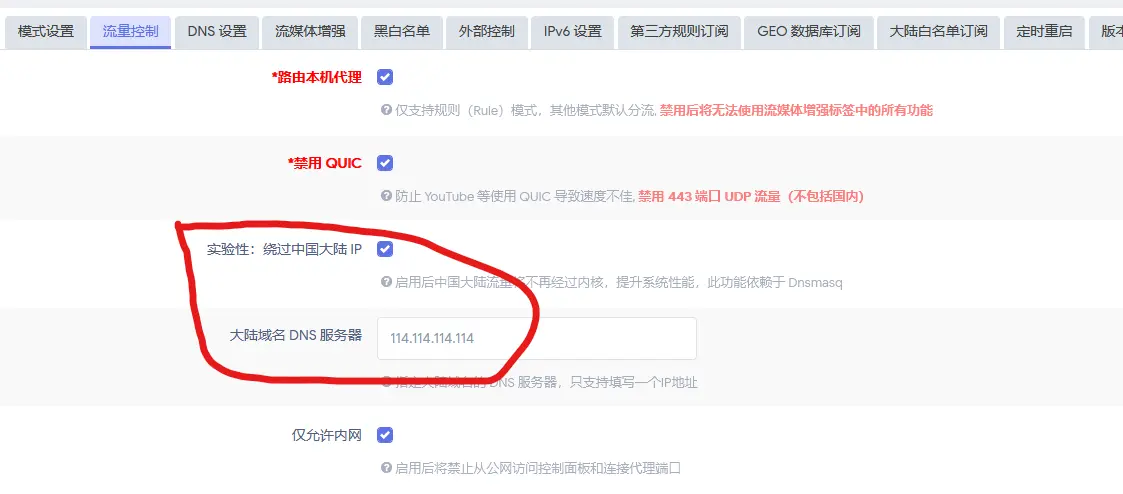 模式设置 流量控制 DNS 设置 流媒体增强 黑白名单 外部控制 IPv6 设置 第三方规则订阅 GEO 数据库订阅 大陆白名单订阅 定时重启 版本
*路由本机代理
仅支持规则（Rule）模式，其他模式默认分流, 禁用后将无法使用流媒体增强标签中的所有功能
*禁用 QUIC
防止 YouTube 等使用 QUIC 导致速度不佳, 禁用 443 端口 UDP 流量（不包括国内）
实验性：绕过中国大陆 IP
启用后中国大陆流量将不再经过内核，提升系统性能，此功能依赖于 Dnsmasq
大陆域名 DNS 服务器 114.114.114.114
指定大陆域名的 DNS 服务器，只支持填写一个IP地址
仅允许内网
启用后将禁止从公网访问控制面板和连接代理端口